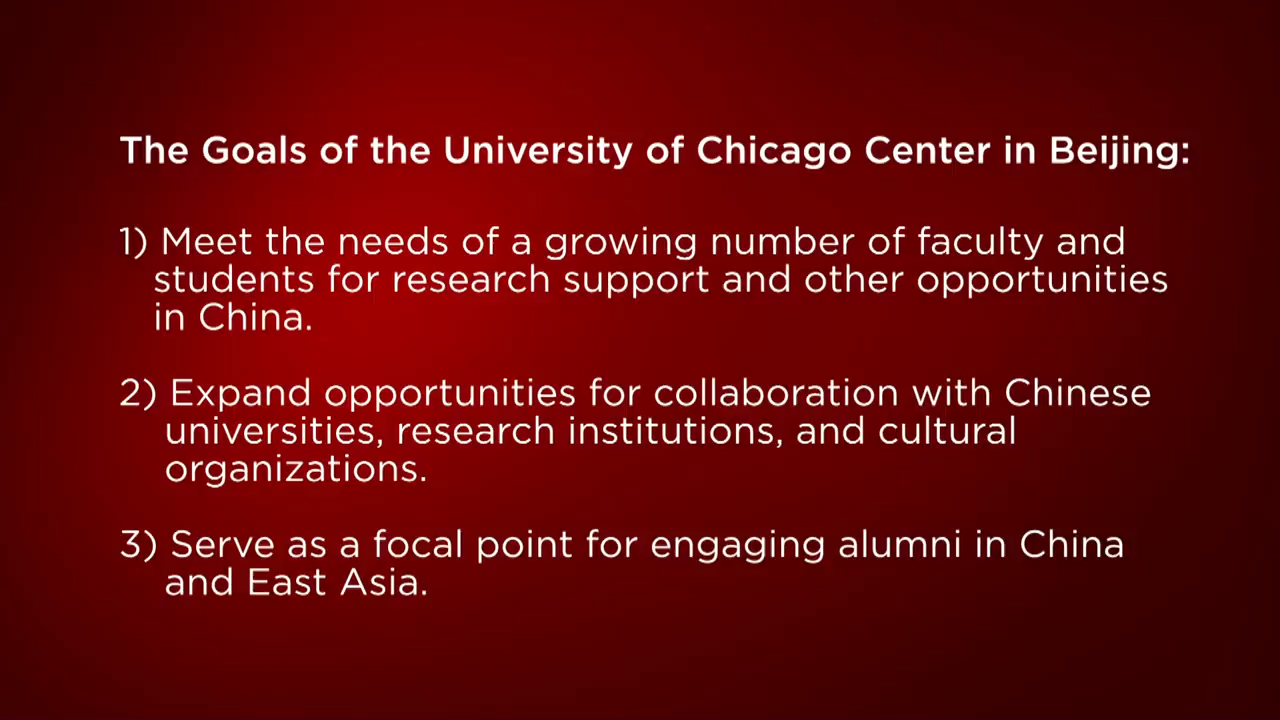 The Goals of the University of Chicago Center in Beijing:
1) Meet the needs of a growing number of faculty and
students for research support and other opportunities
in China.
2) Expand opportunities for collaboration with Chinese
universities, research institutions, and cultural
organizations.
3) Serve as a focal point for engaging alumni in China
and East Asia.